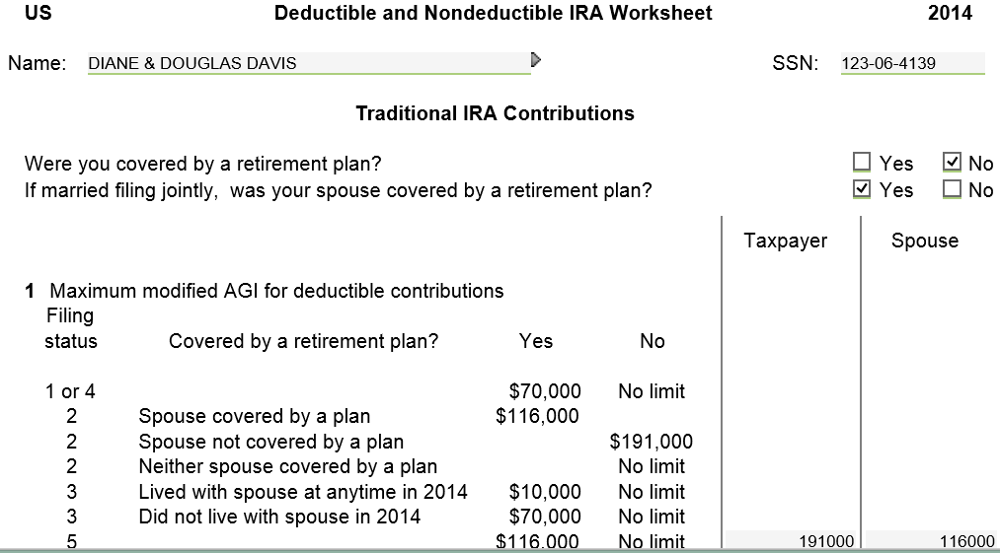 US Deductible and Nondeductible IRA Worksheet 2014
Name: DIANE & DOUGLAS DAVIS SSN: 123-06-4139
Traditional IRA Contributions
Were you covered by a retirement plan? Yes No
If married filing jointly, was your spouse covered by a retirement plan? Yes No
Taxpayer Spouse
1 Maximum modified AGI for deductible contributions
Filing
status Covered by a retirement plan? Yes No
1 or 4 $70,000 No limit
2 Spouse covered by a plan $116,000
2 Spouse not covered by a plan $191,000
2 Neither spouse covered by a plan No limit
3 Lived with spouse at anytime in 2014 $10,000 No limit
3 Did not live with spouse in 2014 $70,000 No limit
5 $116,000 No limit 191000 116000